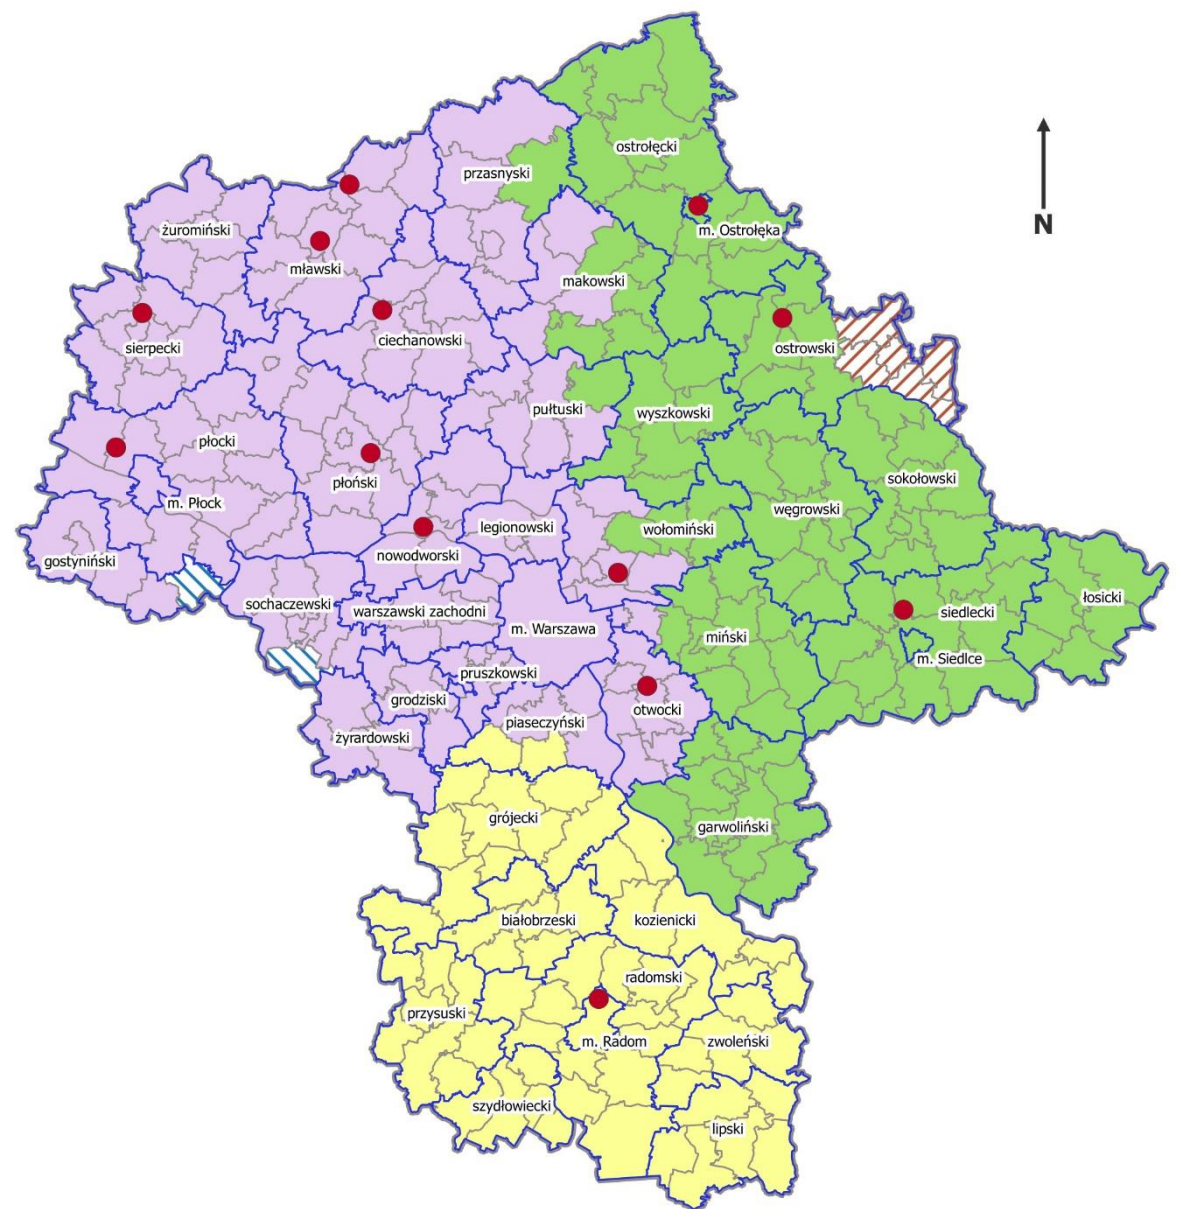 ostrołęcki
przasnyski
N
żuromiński
m. Ostrołęka
mławski
makowski
ciechanowski
sierpecki
ostrowski
pułtuski
wyszkowski
płocki
sokołowski
płoński
m. Płock
węgrowski
legionowski
wołomiński
nowodworski
gostyniński
łosicki
sochaczewski
warszawski zachodni
siedlecki
m. Warszawa
miński
m. Siedlce
pruszkowski
grodziski
otwocki
piaseczyński
żyrardowski
grójecki
garwoliński
białobrzeski
kozienicki
radomski
przysuski
m. Radom
zwoleński
szydłowiecki
lipski